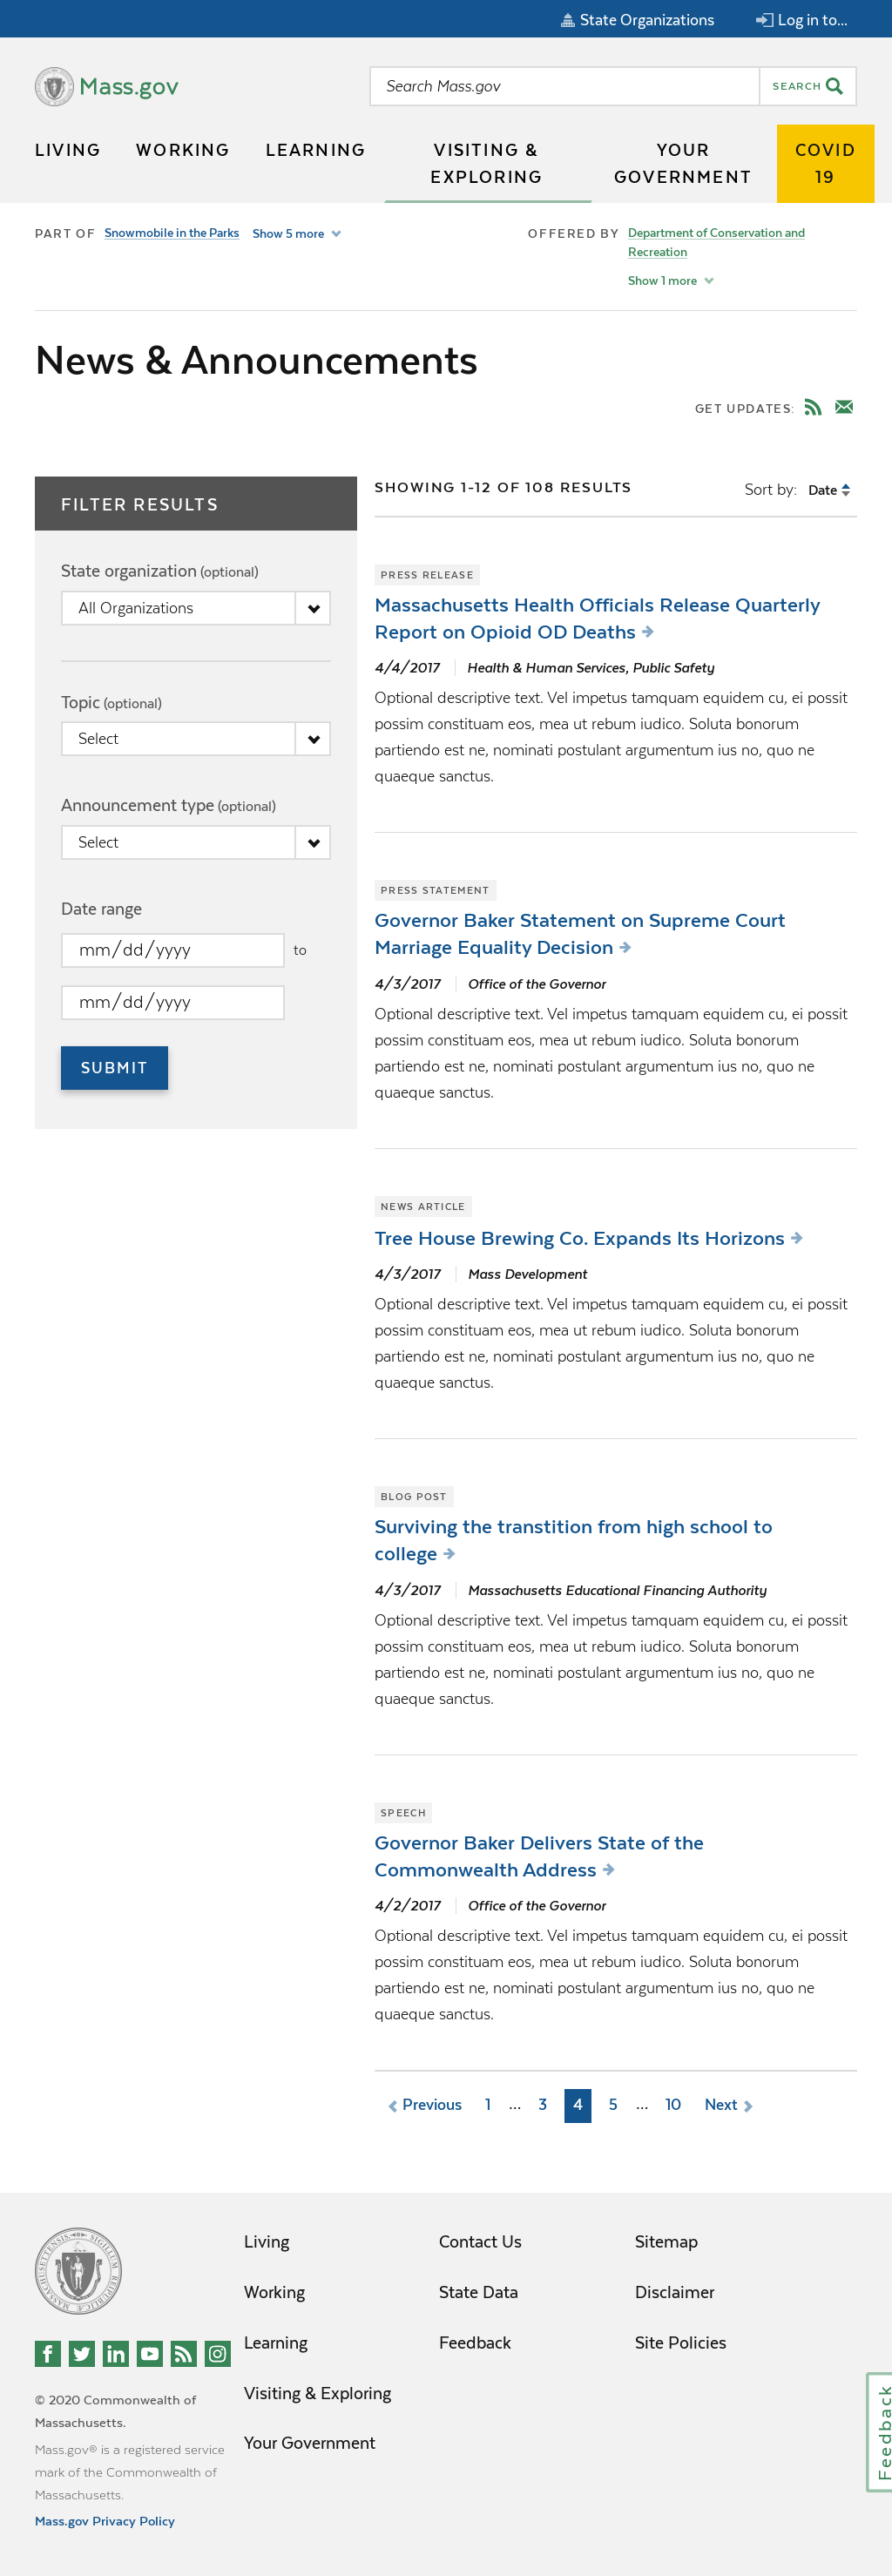 State Organizations
Log in to...
Mass.gov
Search Mass.gov
SEARCH
LIVING
WORKING
LEARNING
VISITING &
EXPLORING
YOUR
GOVERNMENT
COVID
19
PART OF
Snowmobile in the Parks
Show 5 more
OFFERED BY
Department of Conservation and
Recreation
Show 1 more
News & Announcements
GET UPDATES:
FILTER RESULTS
State organization (optional)
All Organizations
Topic (optional)
Select
Announcement type (optional)
Select
Date range
mm/dd/yyyy
to
mm/dd/yyyy
SUBMIT
SHOWING 1-12 OF 108 RESULTS
Sort by:
Date
PRESS RELEASE
Massachusetts Health Officials Release Quarterly
Report on Opioid OD Deaths
4/4/2017
Health & Human Services, Public Safety
Optional descriptive text. Vel impetus tamquam equidem cu, ei possit
possim constituam eos, mea ut rebum iudico. Soluta bonorum
partiendo est ne, nominati postulant argumentum ius no, quo ne
quaeque sanctus.
PRESS STATEMENT
Governor Baker Statement on Supreme Court
Marriage Equality Decision
4/3/2017
Office of the Governor
Optional descriptive text. Vel impetus tamquam equidem cu, ei possit
possim constituam eos, mea ut rebum iudico. Soluta bonorum
partiendo est ne, nominati postulant argumentum ius no, quo ne
quaeque sanctus.
NEWS ARTICLE
Tree House Brewing Co. Expands Its Horizons
4/3/2017
Mass Development
Optional descriptive text. Vel impetus tamquam equidem cu, ei possit
possim constituam eos, mea ut rebum iudico. Soluta bonorum
partiendo est ne, nominati postulant argumentum ius no, quo ne
quaeque sanctus.
BLOG POST
Surviving the transtition from high school to
college
4/3/2017
Massachusetts Educational Financing Authority
Optional descriptive text. Vel impetus tamquam equidem cu, ei possit
possim constituam eos, mea ut rebum iudico. Soluta bonorum
partiendo est ne, nominati postulant argumentum ius no, quo ne
quaeque sanctus.
SPEECH
Governor Baker Delivers State of the
Commonwealth Address
4/2/2017
Office of the Governor
Optional descriptive text. Vel impetus tamquam equidem cu, ei possit
possim constituam eos, mea ut rebum iudico. Soluta bonorum
partiendo est ne, nominati postulant argumentum ius no, quo ne
quaeque sanctus.
Previous 1 ... 3 4 5 ... 10 Next
Living
Working
Learning
Visiting & Exploring
Your Government
Contact Us
State Data
Feedback
Sitemap
Disclaimer
Site Policies
© 2020 Commonwealth of
Massachusetts.
Mass.gov® is a registered service
mark of the Commonwealth of
Massachusetts.
Mass.gov Privacy Policy
Feedback